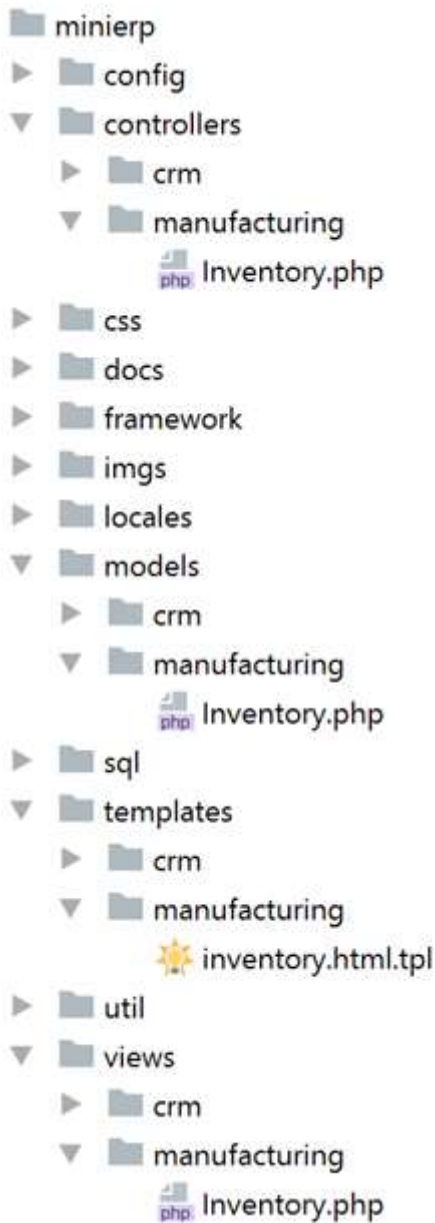 minierp
config
controllers
crm
manufacturing
php Inventory.php
css
docs
framework
imgs
locales
models
crm
manufacturing
php Inventory.php
sql
templates
crm
manufacturing
inventory.html.tpl
util
views
crm
manufacturing
php Inventory.php